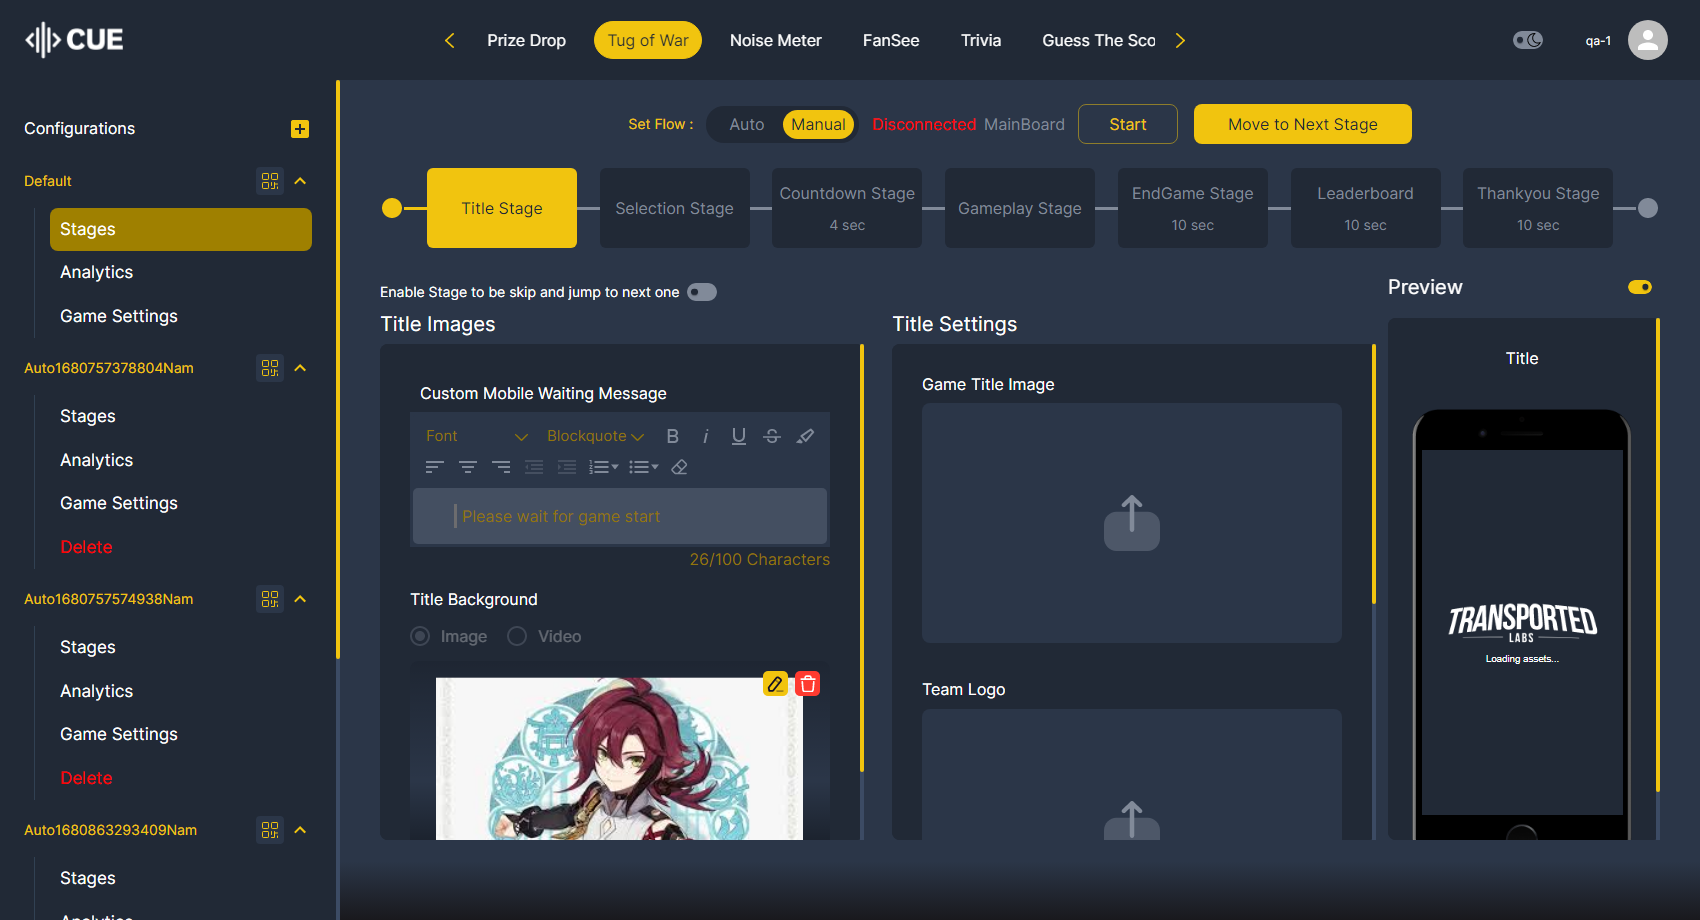 CUE
Prize Drop
Tug of War
Noise Meter
FanSee
Trivia
Guess The Sco
qa-1
Configurations
Default
Stages
Analytics
Game Settings
Auto1680757378804Nam
Stages
Analytics
Game Settings
Delete
Auto1680757574938Nam
Stages
Analytics
Game Settings
Delete
Auto1680863293409Nam
Stages
Analytics
Set Flow :
Auto
Manual
Disconnected MainBoard
Start
Move to Next Stage
Title Stage
Selection Stage
Countdown Stage
4 sec
Gameplay Stage
EndGame Stage
10 sec
Leaderboard
10 sec
Thankyou Stage
10 sec
Enable Stage to be skip and jump to next one
Title Images
Custom Mobile Waiting Message
Font
Blockquote
B i U S
Please wait for game start
26/100 Characters
Title Background
Image
Video
Title Settings
Game Title Image
Team Logo
Preview
Title
TRANSPORTED
LABS
Loading assets...